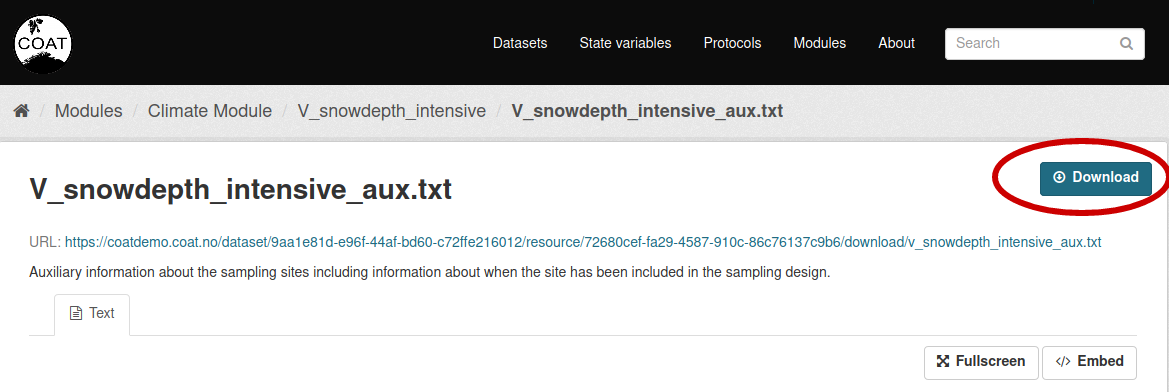 COAT
Datasets State variables Protocols Modules About Search
/ Modules / Climate Module / V_snowdepth_intensive / V_snowdepth_intensive_aux.txt
Download
V_snowdepth_intensive_aux.txt
URL: https://coatdemo.coat.no/dataset/9aa1e81d-e96f-44af-bd60-c72ffe216012/resource/72680cef-fa29-4587-910c-86c76137c9b6/download/v_snowdepth_intensive_aux.txt
Auxiliary information about the sampling sites including information about when the site has been included in the sampling design.
Text
Fullscreen </> Embed